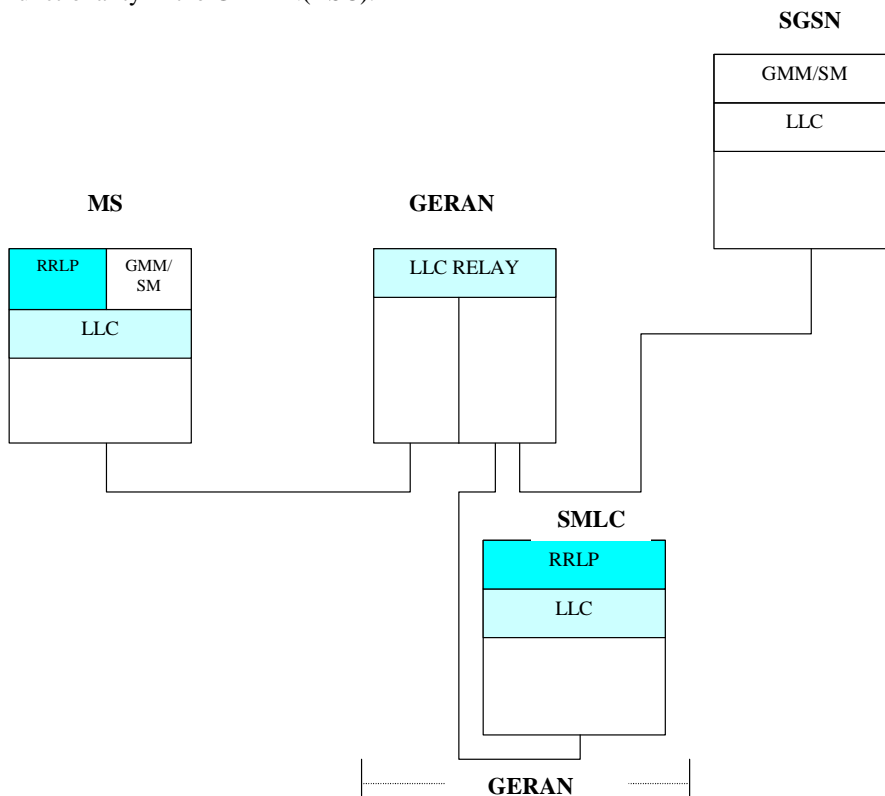 SGSN
GMM/SM
LLC
MS
GERAN
RRLP
GMM/
SM
LLC
LLC RELAY
SMLC
RRLP
LLC
GERAN